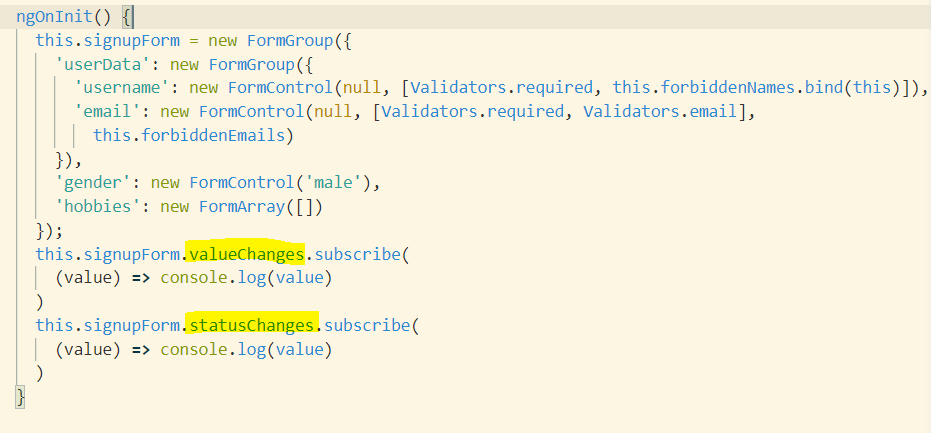 ngOnInit() {
this.signupForm = new FormGroup({
'userData': new FormGroup({
'username': new FormControl(null, [Validators.required, this.forbiddenNames.bind(this)]),
'email': new FormControl(null, [Validators.required, Validators.email],
this.forbiddenEmails)
}),
'gender': new FormControl('male'),
'hobbies': new FormArray([])
});
this.signupForm.valueChanges.subscribe(
(value) => console.log(value)
)
this.signupForm.statusChanges.subscribe(
(value) => console.log(value)
)
}